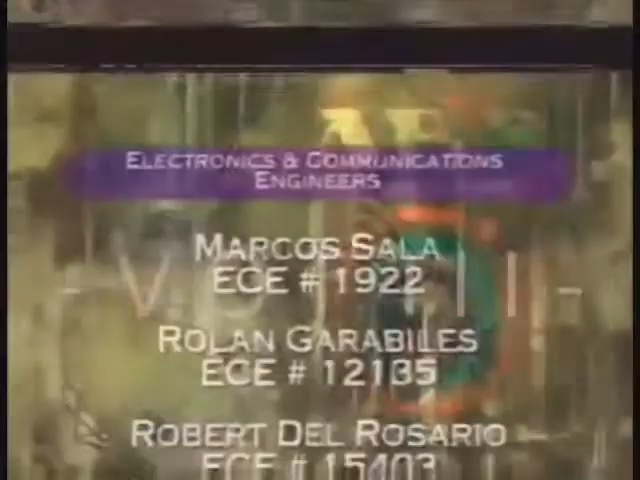 ELECTRONICS & COMMUNICATIONS
ENGINEERS
MARCOS SALA
ECE # 1922
ROLAN GARABILES
ECE # 12135
ROBERT DEL ROSARIO
ECE # 15403